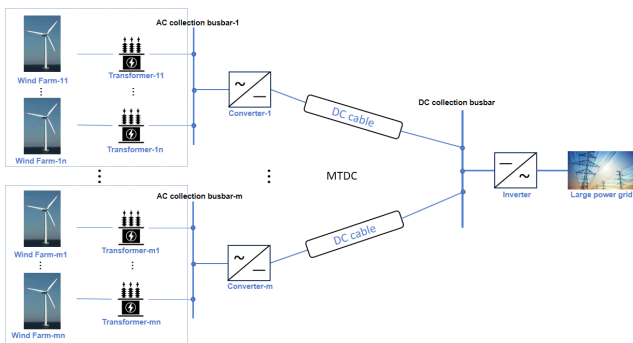 AC collection busbar-1
Wind Farm-11
Transformer-11
Wind Farm-1n
Transformer-1n
Converter-1
DC cable
DC collection busbar
MTDC
Inverter
Large power grid
AC collection busbar-m
Wind Farm-m1
Transformer-m1
Wind Farm-mn
Transformer-mn
Converter-m
DC cable